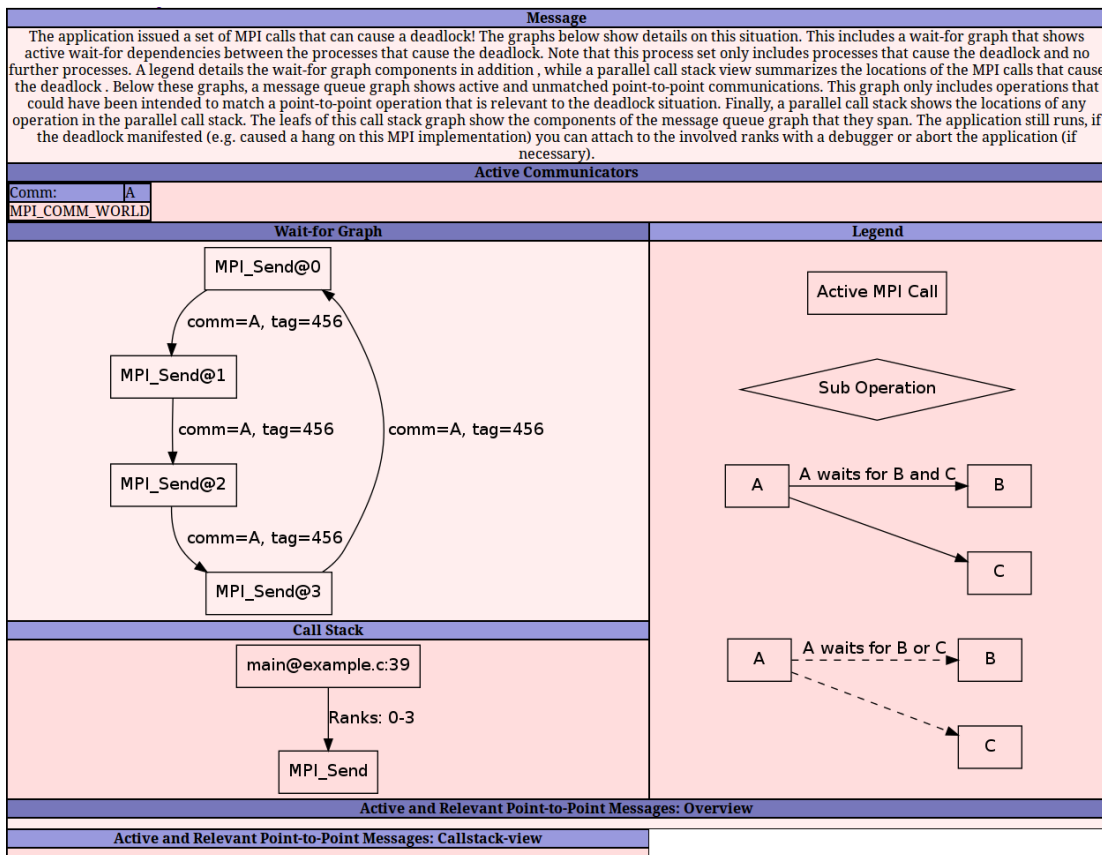 Message
The application issued a set of MPI calls that can cause a deadlock! The graphs below show details on this situation. This includes a wait-for graph that shows
active wait-for dependencies between the processes that cause the deadlock. Note that this process set only includes processes that cause the deadlock and no
further processes. A legend details the wait-for graph components in addition , while a parallel call stack view summarizes the locations of the MPI calls that cause
the deadlock . Below these graphs, a message queue graph shows active and unmatched point-to-point communications. This graph only includes operations that
could have been intended to match a point-to-point operation that is relevant to the deadlock situation. Finally, a parallel call stack shows the locations of any
operation in the parallel call stack. The leafs of this call stack graph show the components of the message queue graph that they span. The application still runs, if
the deadlock manifested (e.g. caused a hang on this MPI implementation) you can attach to the involved ranks with a debugger or abort the application (if
necessary).
Active Communicators
Comm: A
MPI_COMM_WORLD
Wait-for Graph
MPI_Send@0
comm=A, tag=456
MPI_Send@1
comm=A, tag=456
comm=A, tag=456
MPI_Send@2
comm=A, tag=456
MPI_Send@3
Call Stack
main@example.c:39
Ranks: 0-3
MPI_Send
Legend
Active MPI Call
Sub Operation
A waits for B and C
A
B
C
A waits for B or C
A
B
C
Active and Relevant Point-to-Point Messages: Overview
Active and Relevant Point-to-Point Messages: Callstack-view